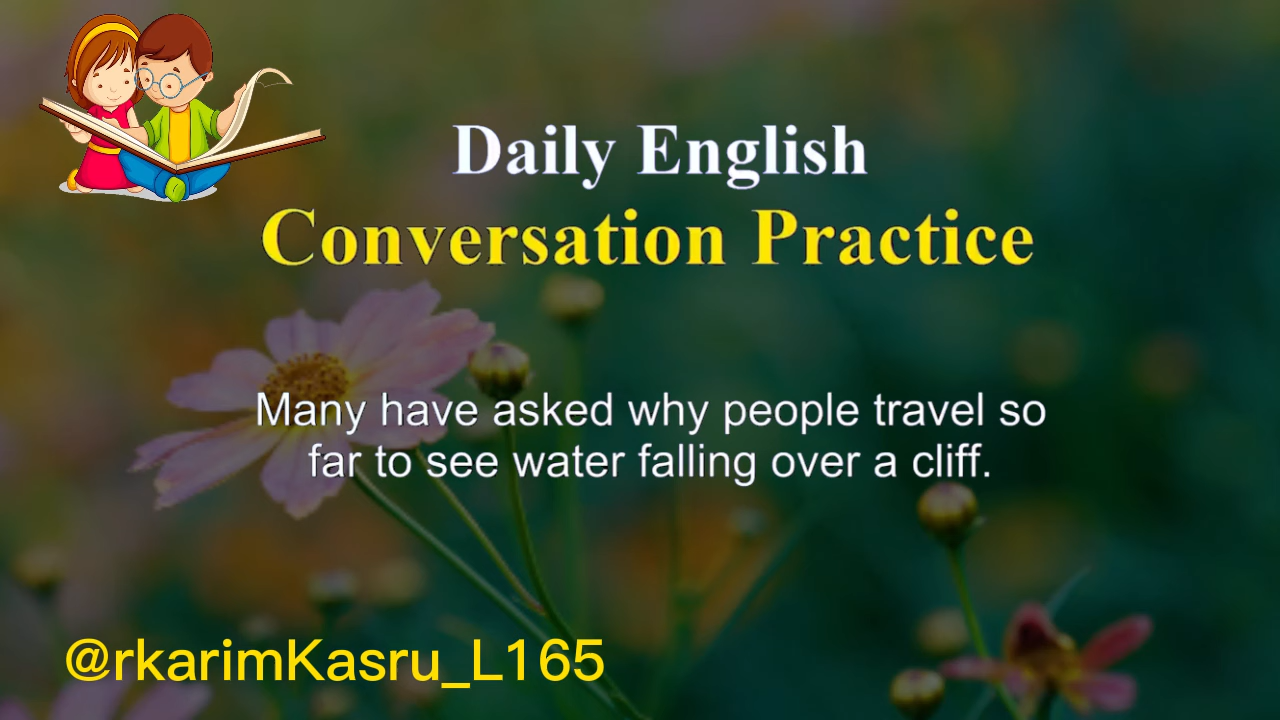 Daily English
Conversation Practice
Many have asked why people travel so
far to see water falling over a cliff.
@rkarimKasru_L165